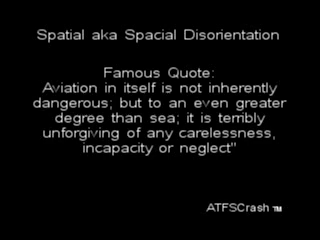 Spatial aka Spacial Disorientation
Famous Quote:
Aviation in itself is not inherently
dangerous; but to an even greater
degree than sea; it is terribly
unforgiving of any carelessness,
incapacity or neglect"
ATFSCrash ™